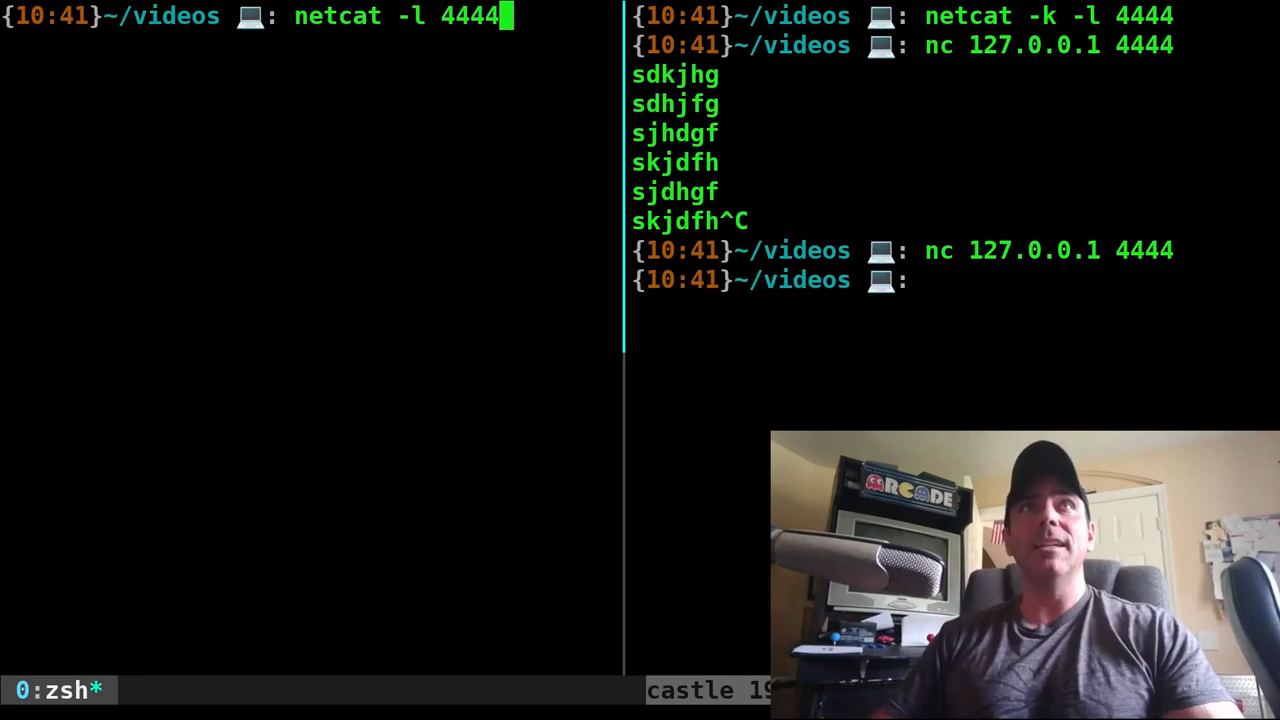 {10:41}~/videos 💻: netcat -l 4444
{10:41}~/videos 💻: netcat -k -l 4444
{10:41}~/videos 💻: nc 127.0.0.1 4444
sdkjhg
sdhjfg
sjhdgf
skjdfh
sjdhgf
skjdfh^C
{10:41}~/videos 💻: nc 127.0.0.1 4444
{10:41}~/videos 💻:
ARCADE
0:zsh*
castle 19